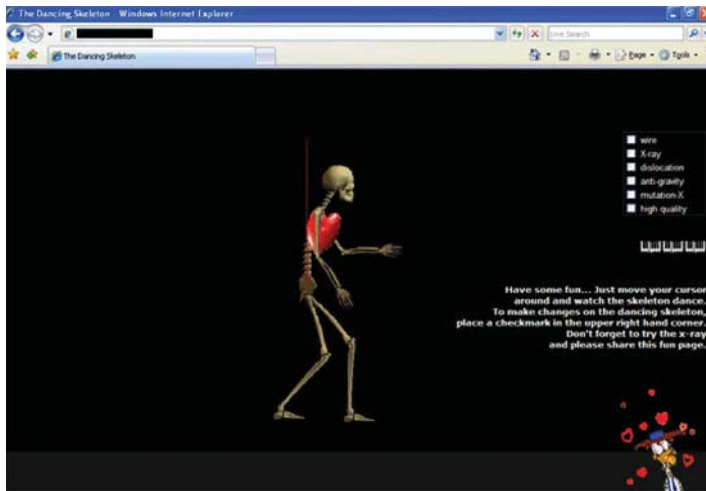 The Dancing Skeleton - Windows Internet Explorer
Live Search
The Dancing Skeleton
Page
Tools
wire
X-ray
dislocation
anti-gravity
mutation-X
high quality
Have some fun... Just move your cursor
around and watch the skeleton dance.
To make changes on the dancing skeleton,
place a checkmark in the upper right hand corner.
Don't forget to try the x-ray
and please share this fun page.